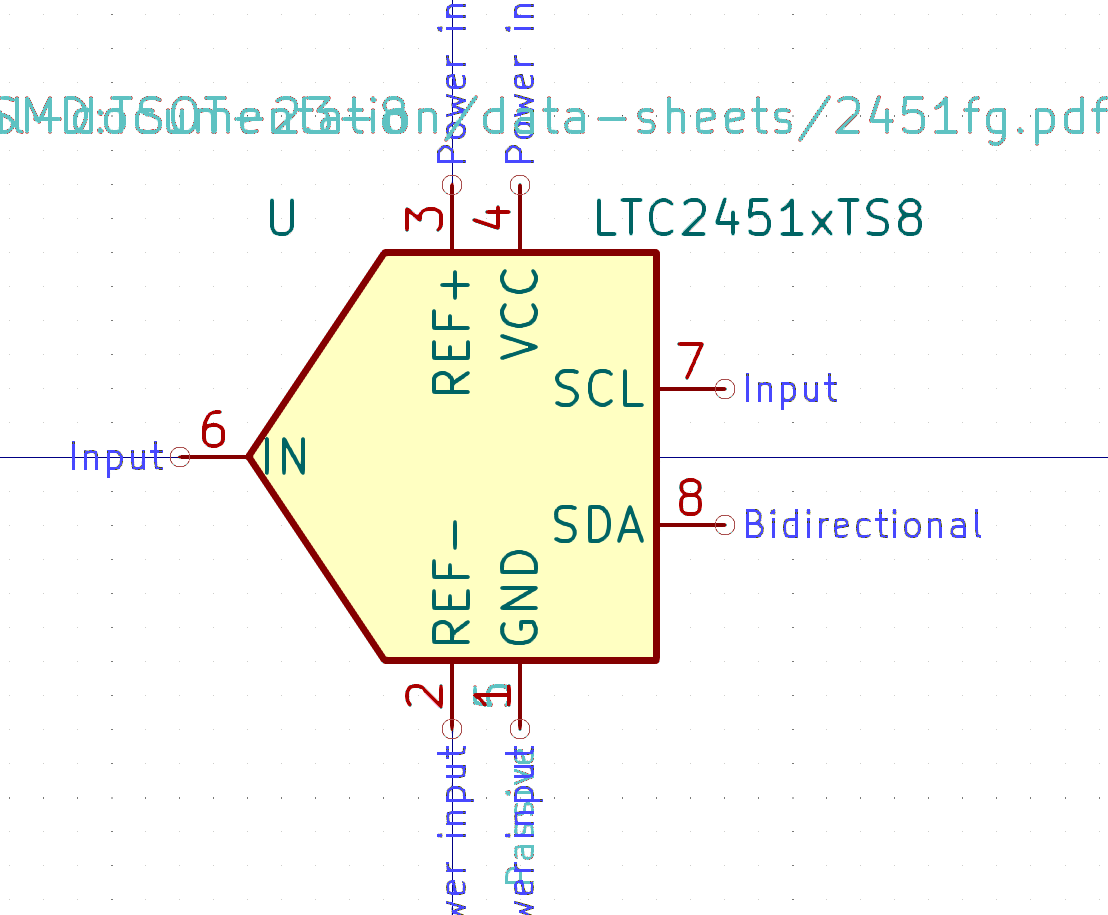 Power in
Power in
SMD:TSOT-23-8
l-documentation/data-sheets/2451fg.pdf
U
3
4
LTC2451xTS8
REF+
VCC
7
SCL
Input
6
Input
IN
8
SDA
Bidirectional
REF-
GND
2
5
1
wer input
wer input
Passive